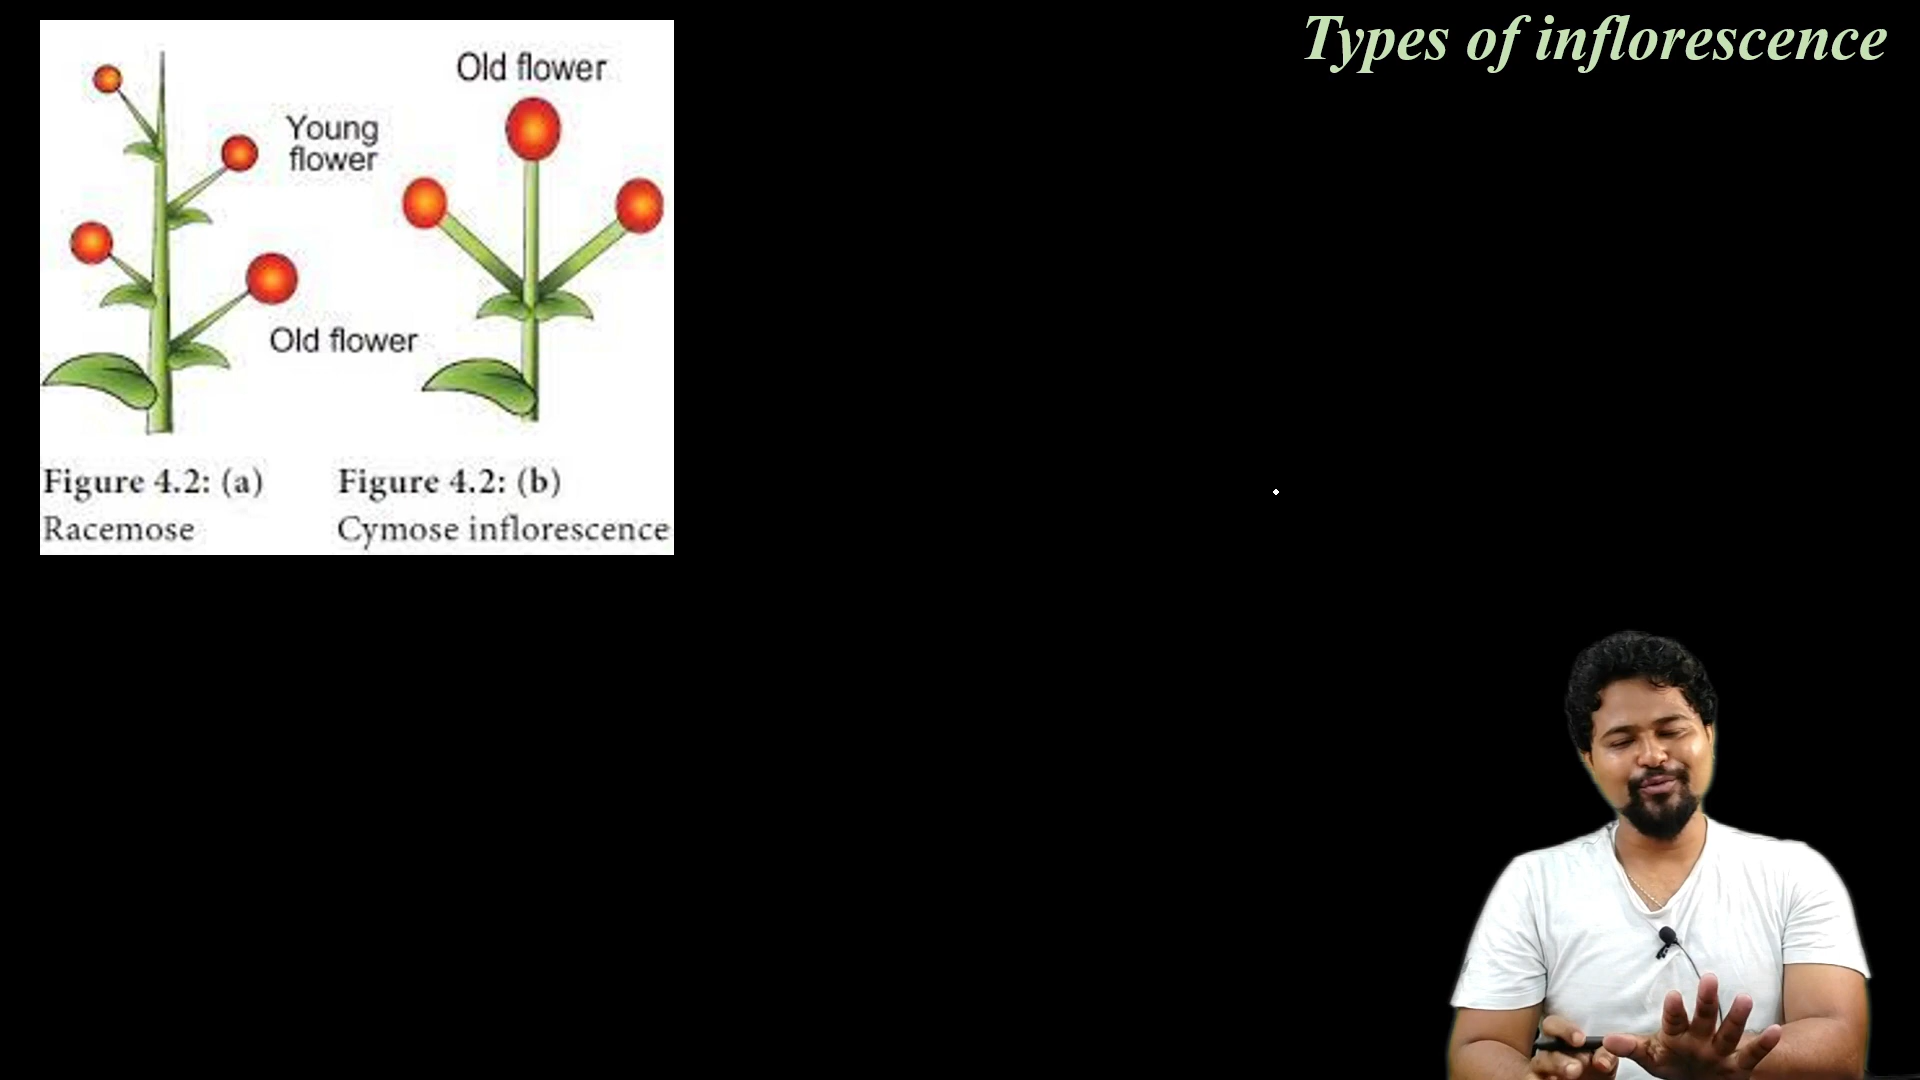 Types of inflorescence
Old flower
Young
flower
Old flower
Figure 4.2: (a)
Racemose
Figure 4.2: (b)
Cymose inflorescence